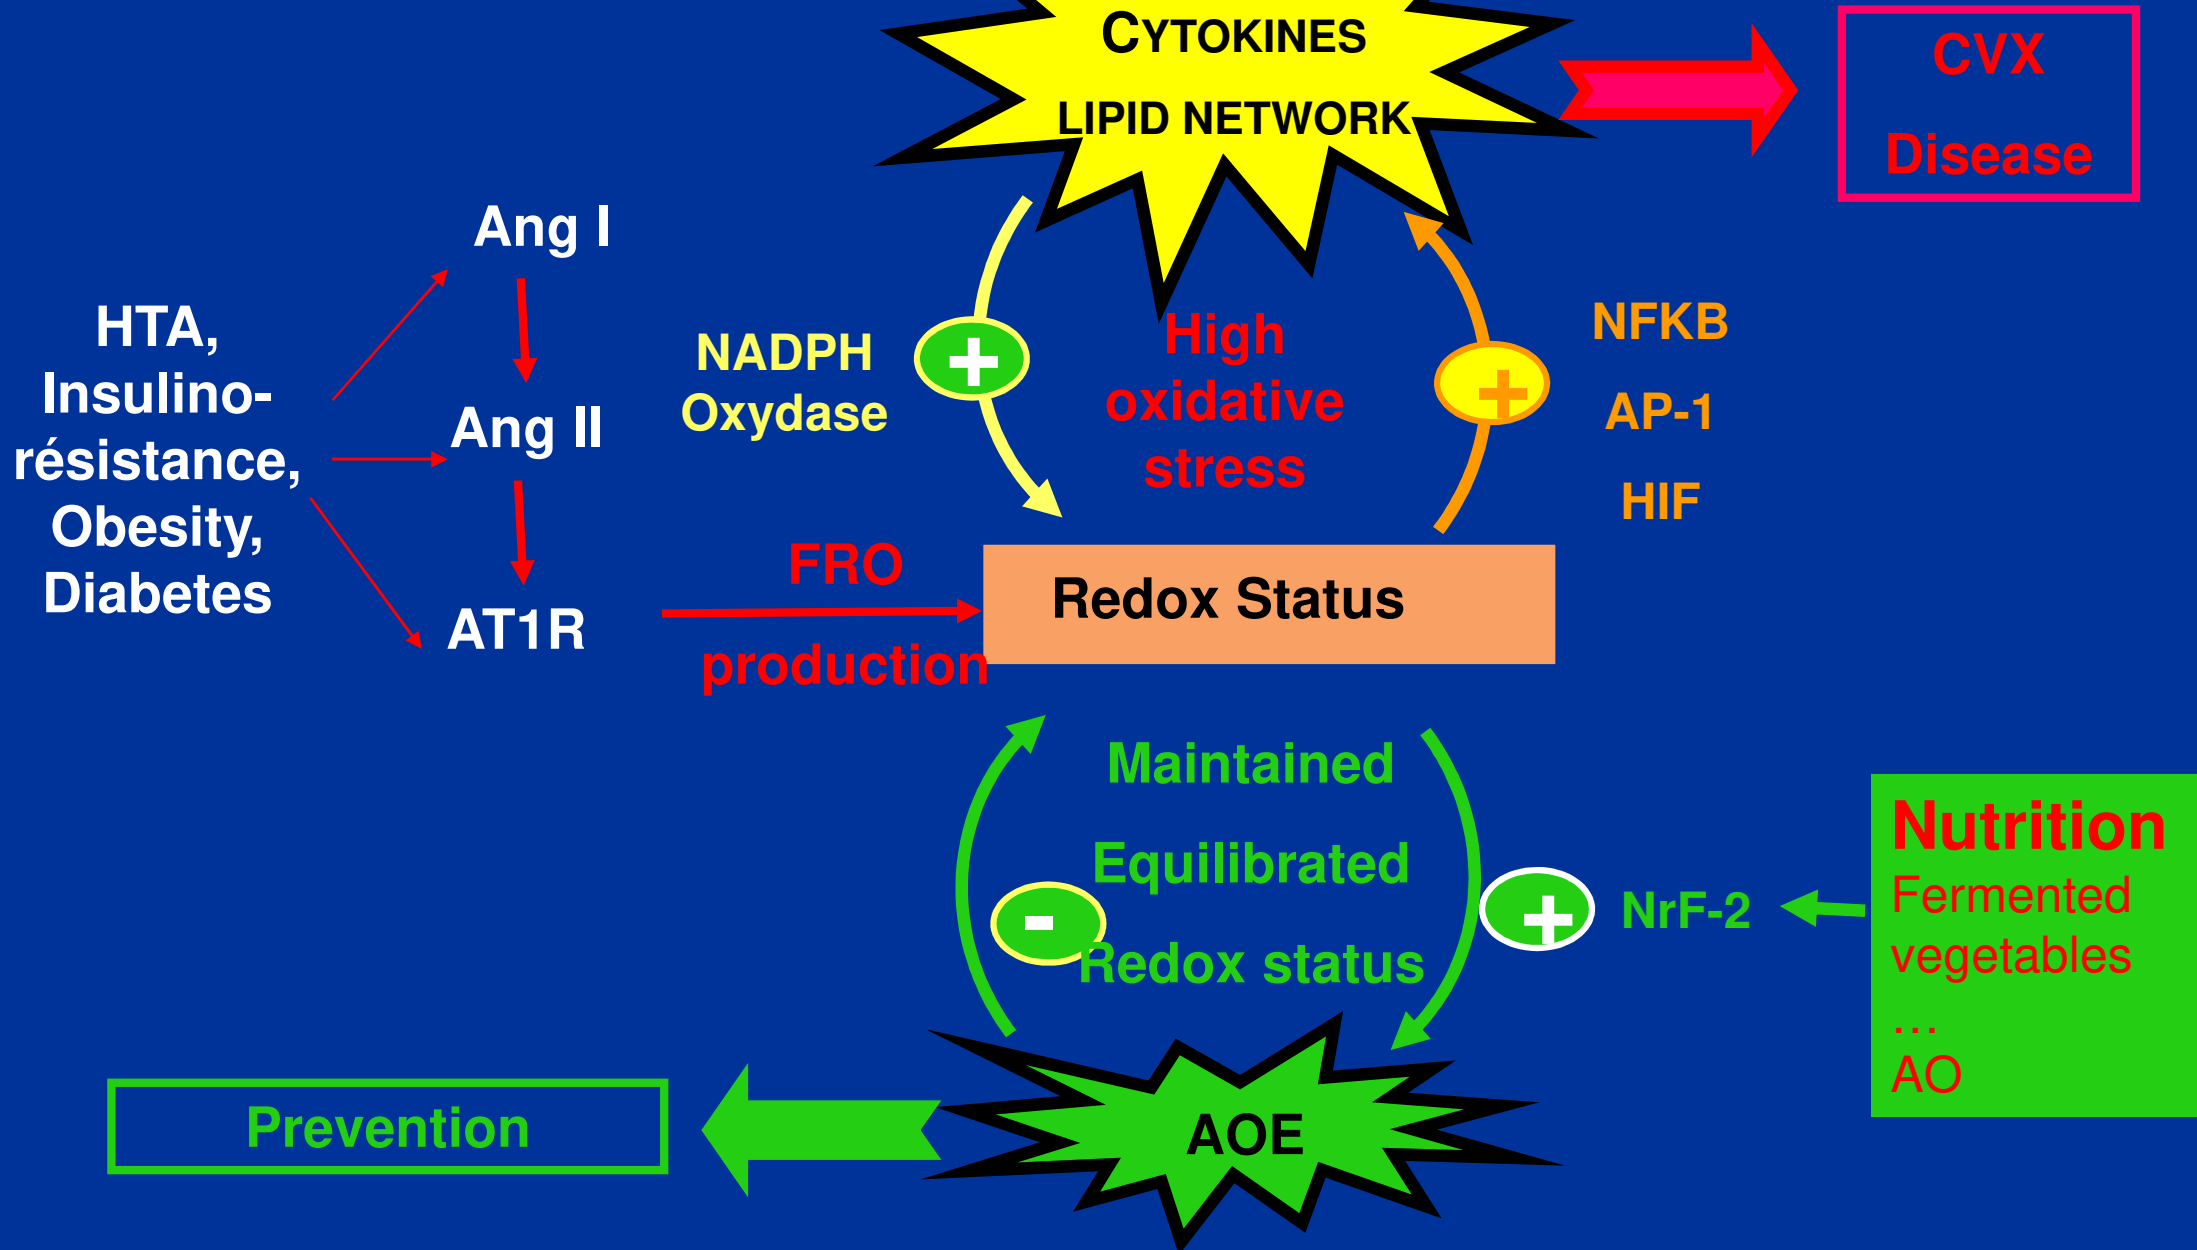 CYTOKINES
LIPID NETWORK
CVX
Disease
Ang I
HTA,
Insulino-
résistance,
Obesity,
Diabetes
Ang II
AT1R
NADPH
Oxydase
+
High
oxidative
stress
+
NFKB
AP-1
HIF
FRO
production
Redox Status
Maintained
Equilibrated
Redox status
-
+
NrF-2
Nutrition
Fermented
vegetables
…
AO
Prevention
AOE